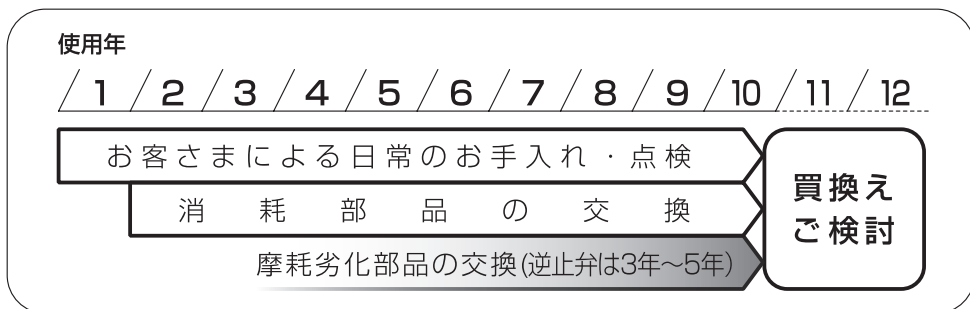 使用年
1 2 3 4 5 6 7 8 9 10 11 12
お客さまによる日常のお手入れ・点検
消耗部品の交換
摩耗劣化部品の交換(逆止弁は3年~5年)
買換え
ご検討